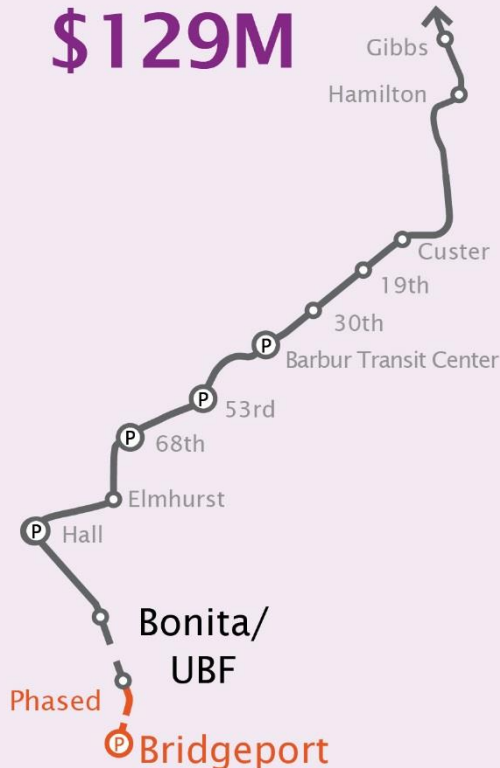 $129M
Gibbs
Hamilton
Custer
19th
30th
P
Barbur Transit Center
P
53rd
P
68th
Elmhurst
P
Hall
Bonita/
UBF
Phased
P
Bridgeport